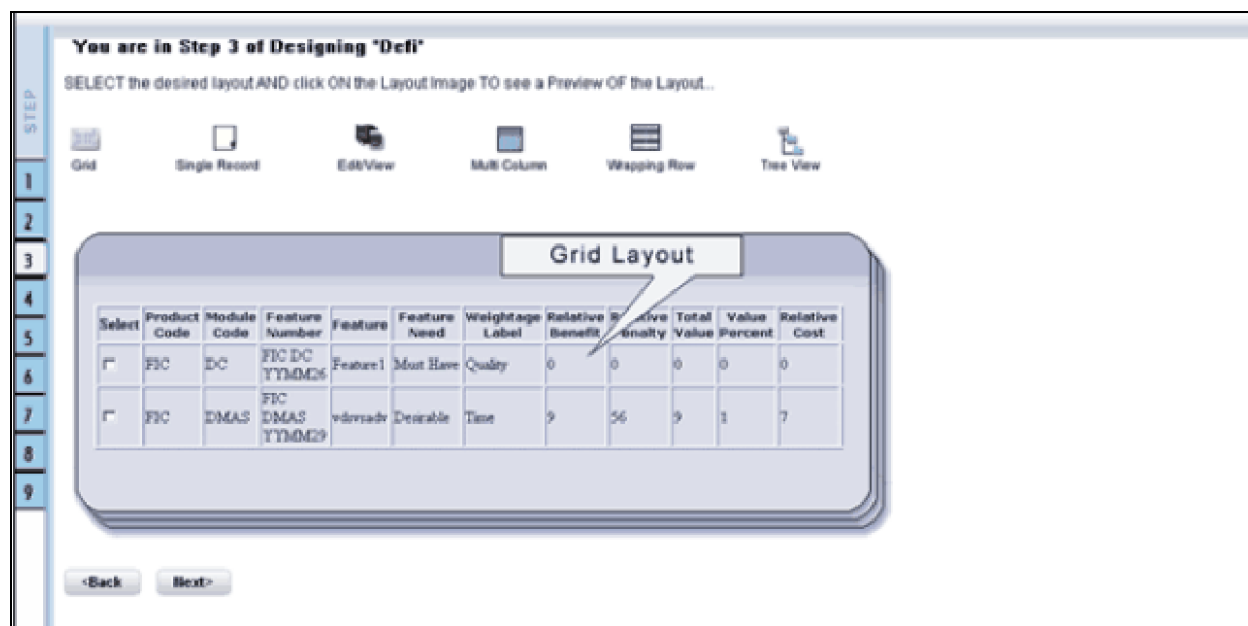 You are in Step 3 of Designing "Defi"
SELECT the desired layout AND click ON the Layout Image TO see a Preview OF the Layout...
STEP
Grid Single Record Edit/View Multi Column Wrapping Row Tree View
1
2
3
4
5
6
7
8
9
Grid Layout
Select Product Code Module Code Feature Number Feature Feature Need Weightage Label Relative Benefit Total Value Value Percent Relative Cost
FIC DC FIC DC YYMM26 Feature1 Must Have Quality 0 0 0 0 0
FIC DMAS FIC DMAS YYMM29 Desirable Time 9 56 9 1 7
<Back Next>